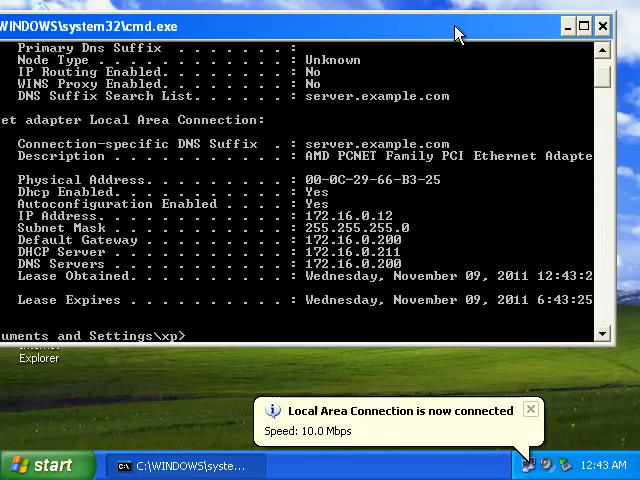 WINDOWS\system32\cmd.exe
Primary Dns Suffix . . . . . . . :
Node Type . . . . . . . . . . . . : Unknown
IP Routing Enabled. . . . . . . . : No
WINS Proxy Enabled. . . . . . . . : No
DNS Suffix Search List. . . . . . : server.example.com
et adapter Local Area Connection:
Connection-specific DNS Suffix . : server.example.com
Description . . . . . . . . . . . : AMD PCNET Family PCI Ethernet Adapte
Physical Address. . . . . . . . . : 00-0C-29-66-B3-25
Dhcp Enabled. . . . . . . . . . . : Yes
Autoconfiguration Enabled . . . . : Yes
IP Address. . . . . . . . . . . . : 172.16.0.12
Subnet Mask . . . . . . . . . . . : 255.255.255.0
Default Gateway . . . . . . . . . : 172.16.0.200
DHCP Server . . . . . . . . . . . : 172.16.0.211
DNS Servers . . . . . . . . . . . : 172.16.0.200
Lease Obtained. . . . . . . . . . : Wednesday, November 09, 2011 12:43:2
Lease Expires . . . . . . . . . . : Wednesday, November 09, 2011 6:43:25
uments and Settings\xp>
Internet
Explorer
Local Area Connection is now connected
Speed: 10.0 Mbps
start
C:\WINDOWS\syste...
12:43 AM